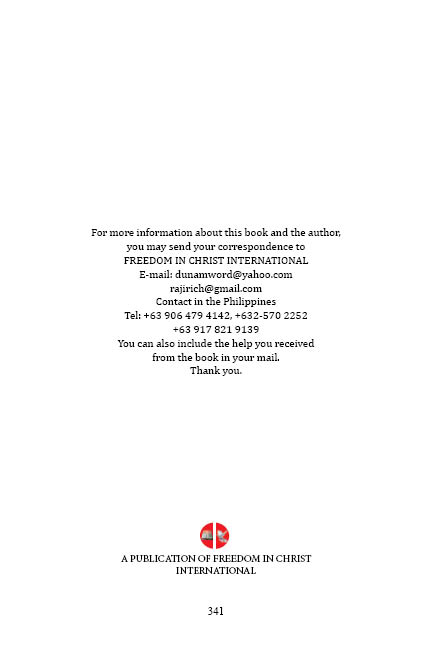 For more information about this book and the author,
you may send your correspondence to
FREEDOM IN CHRIST INTERNATIONAL
E-mail: dunamword@yahoo.com
rajirich@gmail.com
Contact in the Philippines
Tel: +63 906 479 4142, +632-570 2252
+63 917 821 9139
You can also include the help you received
from the book in your mail.
Thank you.
A PUBLICATION OF FREEDOM IN CHRIST
INTERNATIONAL
341